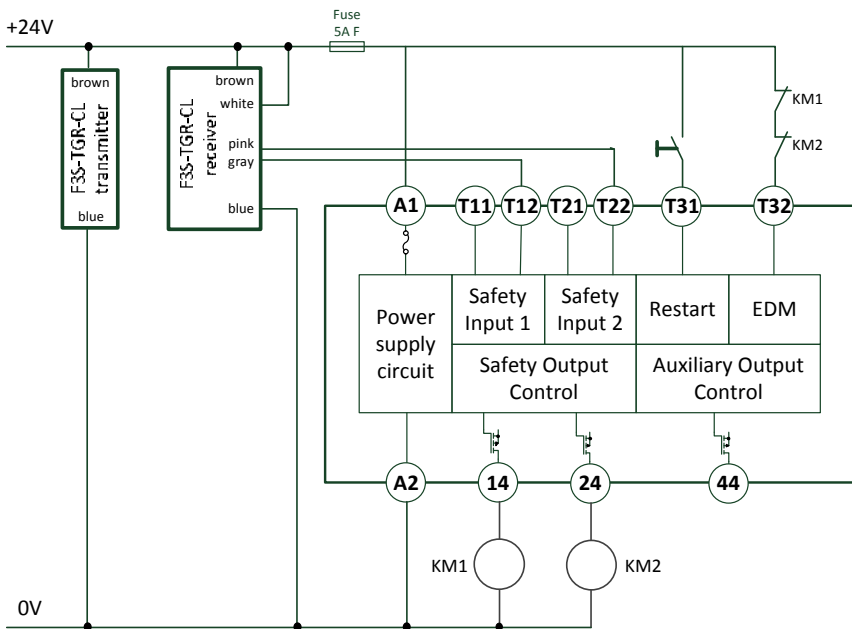 +24V
Fuse
5A F
brown
F3S-TGR-CL
transmitter
blue
brown
white
F3S-TGR-CL
receiver
pink
gray
blue
KM1
KM2
A1
T11
T12
T21
T22
T31
T32
Power
supply
circuit
Safety
Input 1
Safety
Input 2
Restart
EDM
Safety Output
Control
Auxiliary Output
Control
A2
14
24
44
KM1
KM2
0V